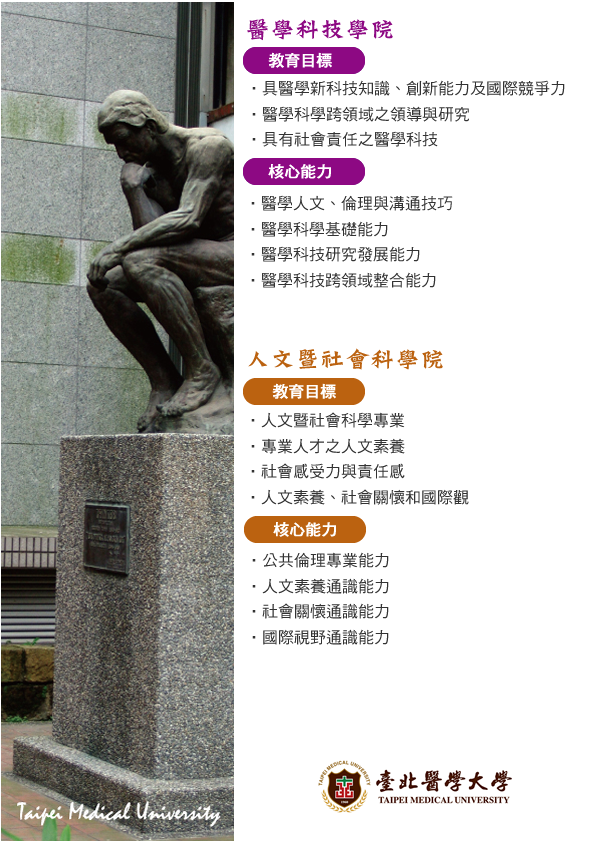 醫學科技學院
教育目標
・具醫學新科技知識、創新能力及國際競爭力
・醫學科學跨領域之領導與研究
・具有社會責任之醫學科技
核心能力
・醫學人文、倫理與溝通技巧
・醫學科學基礎能力
・醫學科技研究發展能力
・醫學科技跨領域整合能力
人文暨社會科學院
教育目標
・人文暨社會科學專業
・專業人才之人文素養
・社會感受力與責任感
・人文素養、社會關懷和國際觀
核心能力
・公共倫理專業能力
・人文素養通識能力
・社會關懷通識能力
・國際視野通識能力
Taipei Medical University
TAIPEI MEDICAL UNIVERSITY
1960
臺北醫學大學
TAIPEI MEDICAL UNIVERSITY